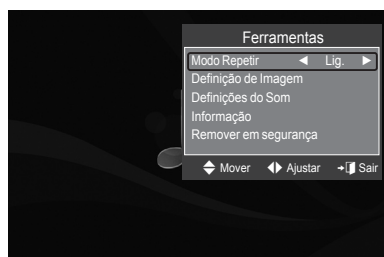 Ferramentas
Modo Repetir ◀ Lig. ▶
Definição de Imagem
Definições do Som
Informação
Remover em segurança
Mover Ajustar Sair